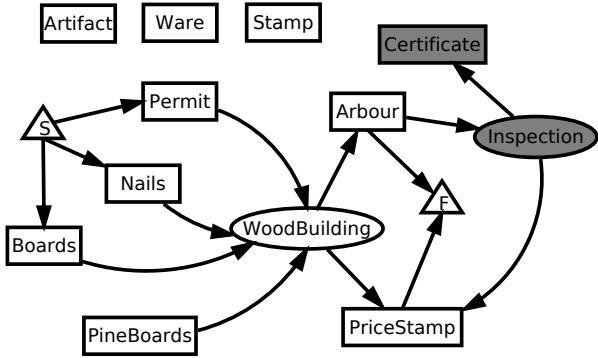 Artifact
Ware
Stamp
Certificate
Permit
Arbour
S
Inspection
Nails
F
WoodBuilding
Boards
PineBoards
PriceStamp